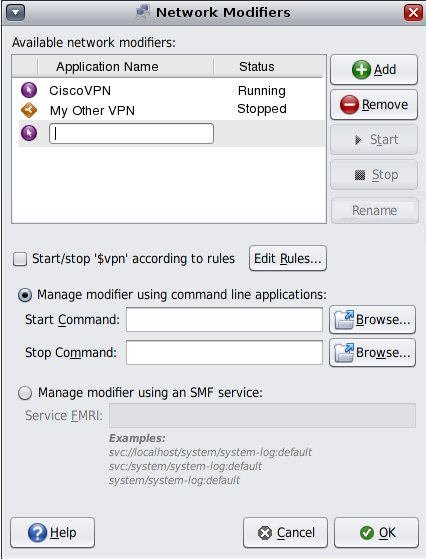 Network Modifiers
Available network modifiers:
Application Name Status
CiscoVPN Running
My Other VPN Stopped
Add
Remove
Start
Stop
Rename
Start/stop '$vpn' according to rules Edit Rules...
Manage modifier using command line applications:
Start Command: Browse...
Stop Command: Browse...
Manage modifier using an SMF service:
Service FMRI:
Examples:
svc://localhost/system/system-log:default
svc:/system/system-log:default
system/system-log:default
Help Cancel OK